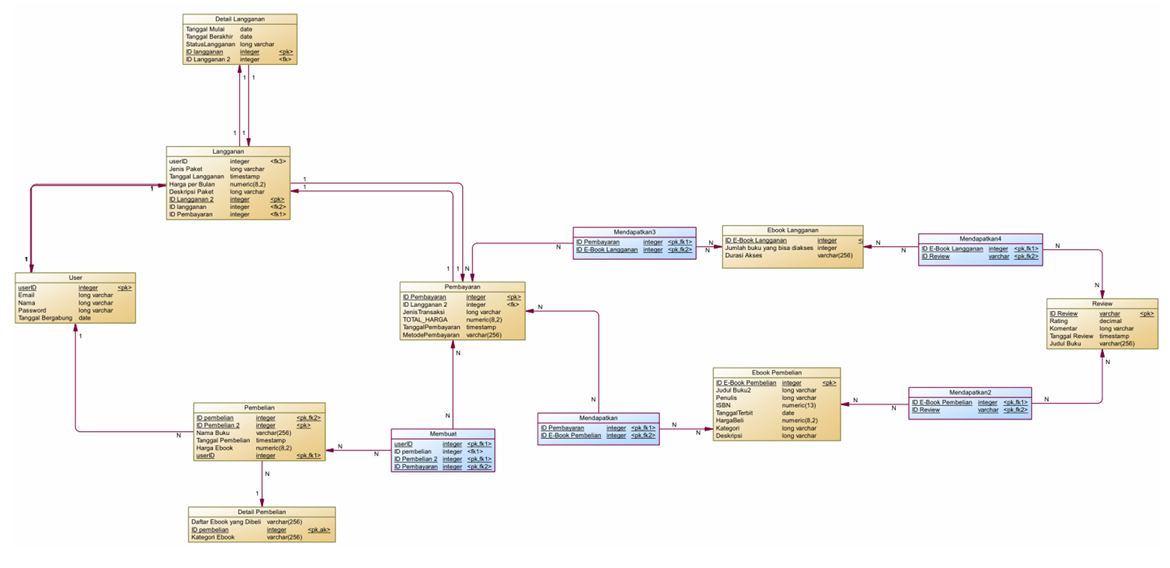 Detail Langganan
Tanggal Mulai date
Tanggal Berakhir date
StatusLangganan long varchar
ID langganan integer <pk>
ID Langganan 2 integer <fk>
1 1
1 1
Langganan
userID integer <fk3>
Jenis Paket long varchar
Tanggal Langganan timestamp
Harga per Bulan numeric(8,2)
Deskripsi Paket long varchar
ID Langganan 2 integer <pk>
ID langganan integer <fk2>
ID Pembayaran integer <fk1>
1
1
1
1
User
userID integer <pk>
Email long varchar
Nama long varchar
Password long varchar
Tanggal Bergabung date
1
N
1 1 N
Pembayaran
ID Pembayaran integer <pk>
ID Langganan 2 integer <fk>
JenisTransaksi long varchar
TOTAL_HARGA numeric(8,2)
TanggalPembayaran timestamp
MetodePembayaran varchar(256)
N
N
N
Mendapatkan3
ID Pembayaran integer <pk,fk1>
ID E-Book Langganan integer <pk,fk2>
N
N
N
Ebook Langganan
ID E-Book Langganan integer <
Jumlah buku yang bisa diakses integer
Durasi Akses varchar(256)
N
N
Mendapatkan4
ID E-Book Langganan integer <pk,fk1>
ID Review varchar <pk,fk2>
N
N
Review
ID Review varchar <pk>
Rating decimal
Komentar long varchar
Tanggal Review timestamp
Judul Buku varchar(256)
N
N
Ebook Pembelian
ID E-Book Pembelian integer <pk>
Judul Buku2 long varchar
Penulis long varchar
ISBN numeric(13)
TanggalTerbit date
HargaBeli numeric(8,2)
Kategori long varchar
Deskripsi long varchar
N
N
Mendapatkan2
ID E-Book Pembelian integer <pk,fk1>
ID Review varchar <pk,fk2>
Mendapatkan
ID Pembayaran integer <pk,fk1>
ID E-Book Pembelian integer <pk,fk2>
N
N
Pembelian
ID pembelian integer <pk,fk2>
ID Pembelian 2 integer <pk>
Nama Buku varchar(256)
Tanggal Pembelian timestamp
Harga Ebook numeric(8,2)
userID integer <pk,fk1>
N
N
Membuat
userID integer <pk,fk1>
ID pembelian integer <fk1>
ID Pembelian 2 integer <pk,fk1>
ID Pembayaran integer <pk,fk2>
N
1
Detail Pembelian
Daftar Ebook yang Dibeli varchar(256)
ID pembelian integer <pk,ak>
Kategori Ebook varchar(256)